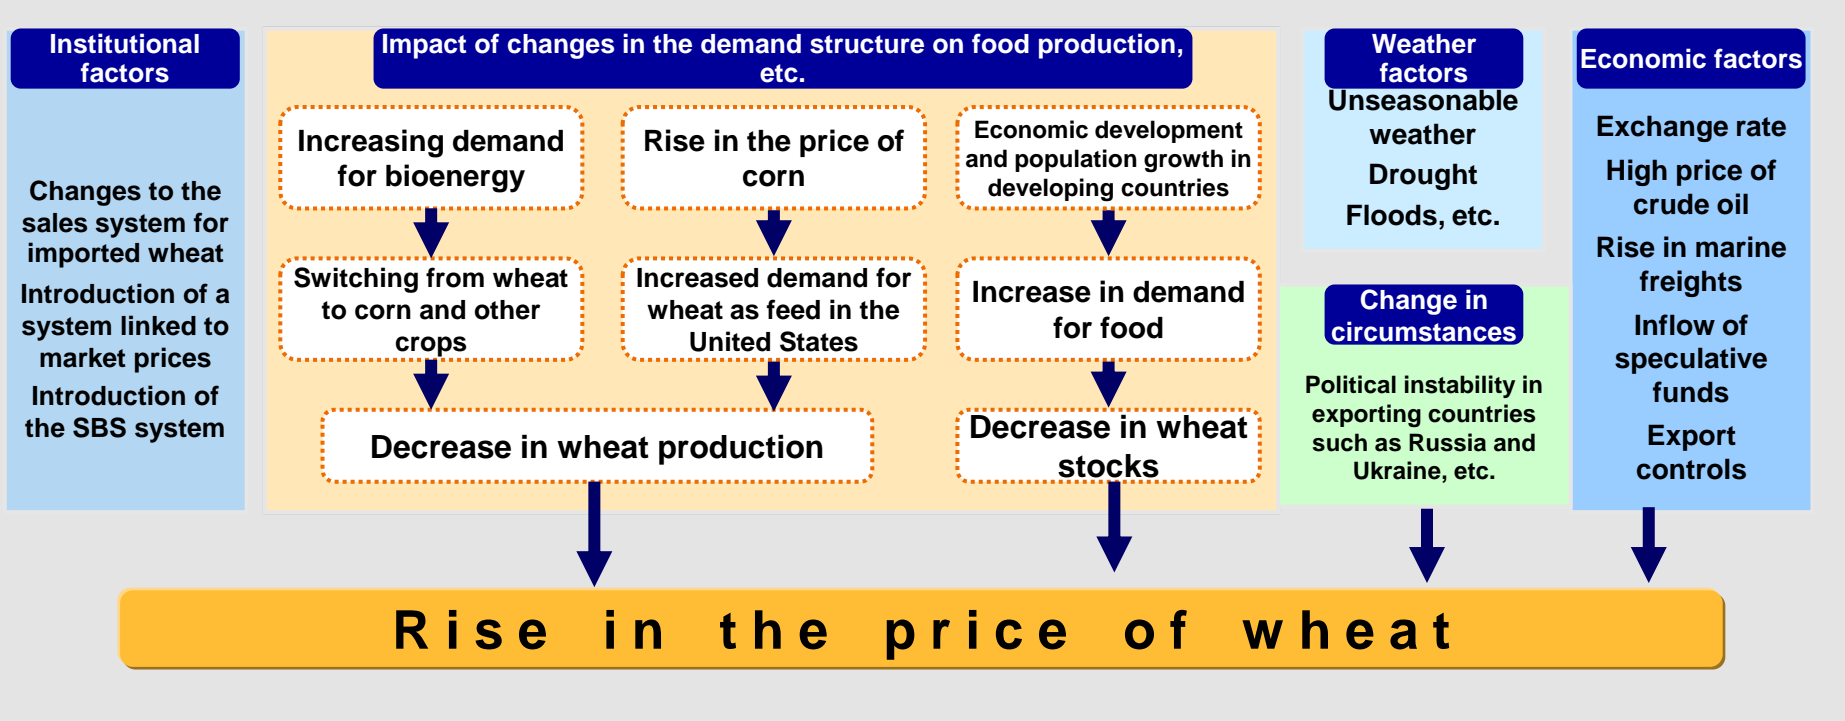 Institutional
factors
Changes to the
sales system for
imported wheat
Introduction of a
system linked to
market prices
Introduction of
the SBS system
Impact of changes in the demand structure on food production,
etc.
Increasing demand
for bioenergy
Switching from wheat
to corn and other
crops
Rise in the price of
corn
Increased demand for
wheat as feed in the
United States
Decrease in wheat production
Economic development
and population growth in
developing countries
Increase in demand
for food
Decrease in wheat
stocks
Weather
factors
Unseasonable
weather
Drought
Floods, etc.
Change in
circumstances
Political instability in
exporting countries
such as Russia and
Ukraine, etc.
Economic factors
Exchange rate
High price of
crude oil
Rise in marine
freights
Inflow of
speculative
funds
Export
controls
Rise in the price of wheat